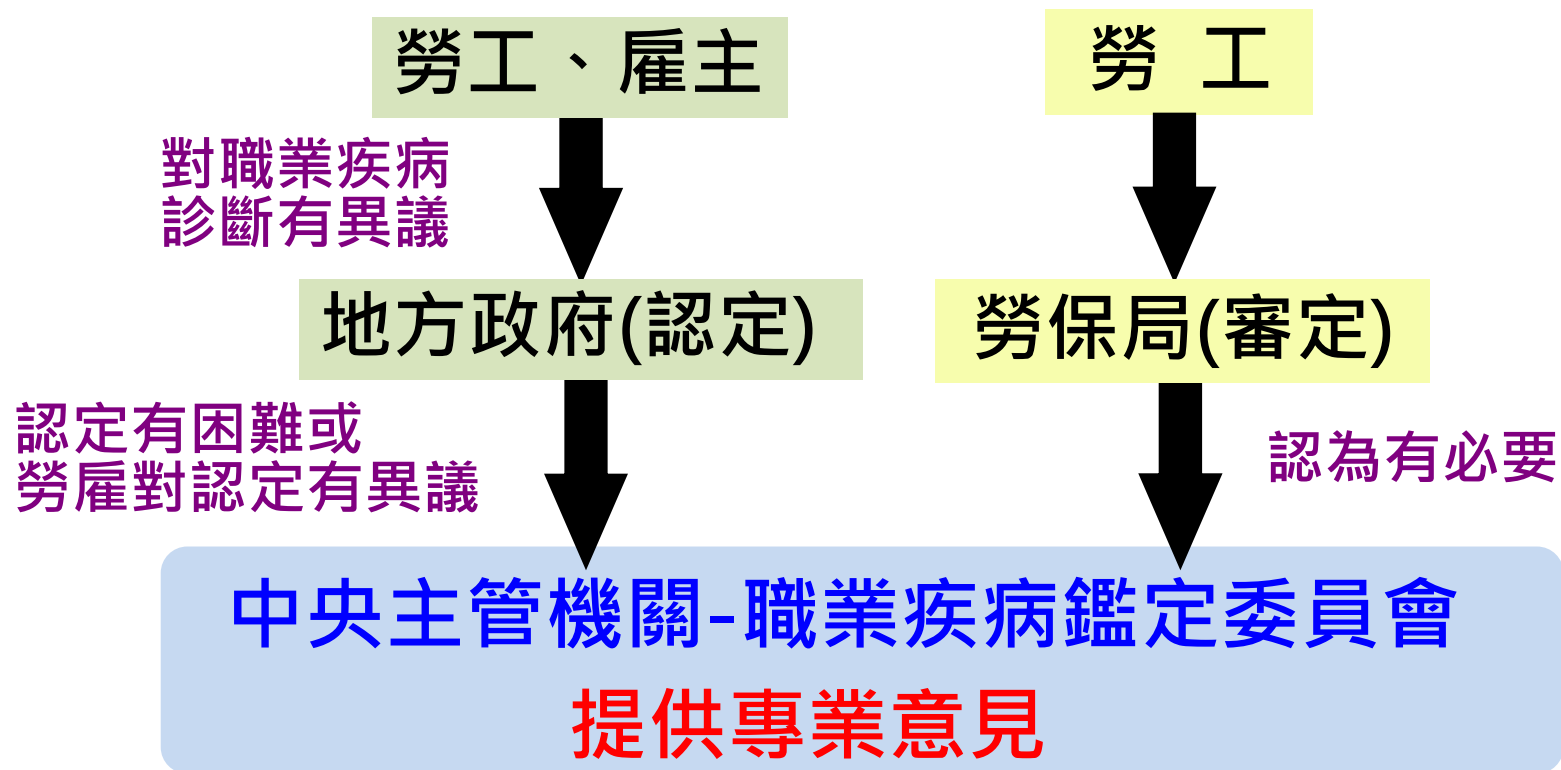 勞工、雇主
勞 工
對職業疾病
診斷有異議
地方政府(認定)
勞保局(審定)
認定有困難或
勞雇對認定有異議
認為有必要
中央主管機關-職業疾病鑑定委員會
提供專業意見